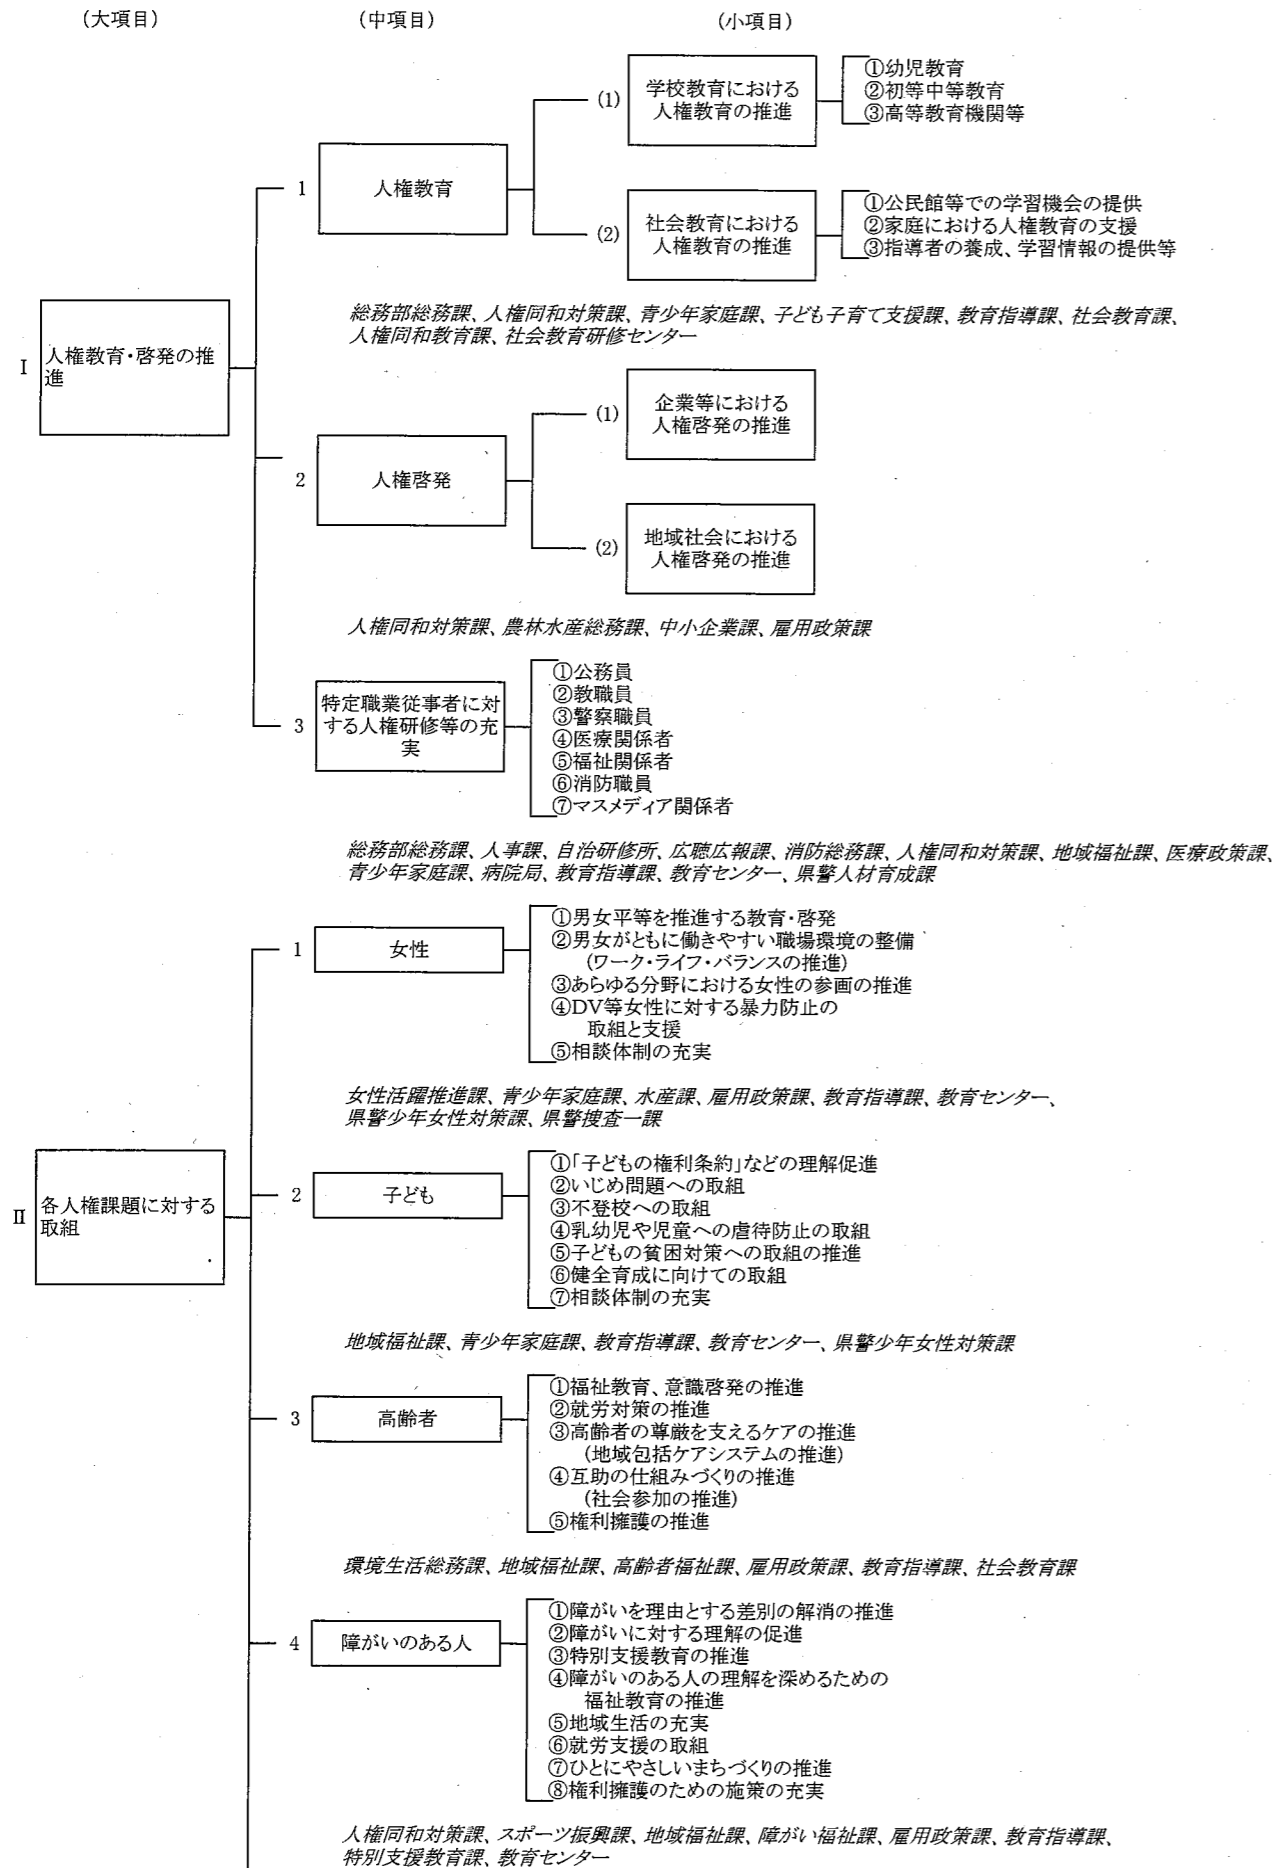 (大項目) (中項目) (小項目)
(1) 学校教育における
人権教育の推進
①幼児教育
②初等中等教育
③高等教育機関等
1 人権教育
(2) 社会教育における
人権教育の推進
①公民館等での学習機会の提供
②家庭における人権教育の支援
③指導者の養成、学習情報の提供等
総務部総務課、人権同和対策課、青少年家庭課、子ども子育て支援課、教育指導課、社会教育課、
人権同和教育課、社会教育研修センター
I 人権教育・啓発の推
進
(1) 企業等における
人権啓発の推進
2 人権啓発
(2) 地域社会における
人権啓発の推進
人権同和対策課、農林水産総務課、中小企業課、雇用政策課
3 特定職業従事者に対
する人権研修等の充
実
①公務員
②教職員
③警察職員
④医療関係者
⑤福祉関係者
⑥消防職員
⑦マスメディア関係者
総務部総務課、人事課、自治研修所、広聴広報課、消防総務課、人権同和対策課、地域福祉課、医療政策課、
青少年家庭課、病院局、教育指導課、教育センター、県警人材育成課
1 女性
①男女平等を推進する教育・啓発
②男女がともに働きやすい職場環境の整備
(ワーク・ライフ・バランスの推進)
③あらゆる分野における女性の参画の推進
④DV等女性に対する暴力防止の
取組と支援
⑤相談体制の充実
女性活躍推進課、青少年家庭課、水産課、雇用政策課、教育指導課、教育センター、
県警少年女性対策課、県警捜査一課
II 各人権課題に対する
取組
2 子ども
①「子どもの権利条約」などの理解促進
②いじめ問題への取組
③不登校への取組
④乳幼児や児童への虐待防止の取組
⑤子どもの貧困対策への取組の推進
⑥健全育成に向けての取組
⑦相談体制の充実
地域福祉課、青少年家庭課、教育指導課、教育センター、県警少年女性対策課
3 高齢者
①福祉教育、意識啓発の推進
②就労対策の推進
③高齢者の尊厳を支えるケアの推進
(地域包括ケアシステムの推進)
④互助の仕組みづくりの推進
(社会参加の推進)
⑤権利擁護の推進
環境生活総務課、地域福祉課、高齢者福祉課、雇用政策課、教育指導課、社会教育課
4 障がいのある人
①障がいを理由とする差別の解消の推進
②障がいに対する理解の促進
③特別支援教育の推進
④障がいのある人の理解を深めるための
福祉教育の推進
⑤地域生活の充実
⑥就労支援の取組
⑦ひとにやさしいまちづくりの推進
⑧権利擁護のための施策の充実
人権同和対策課、スポーツ振興課、地域福祉課、障がい福祉課、雇用政策課、教育指導課、
特別支援教育課、教育センター